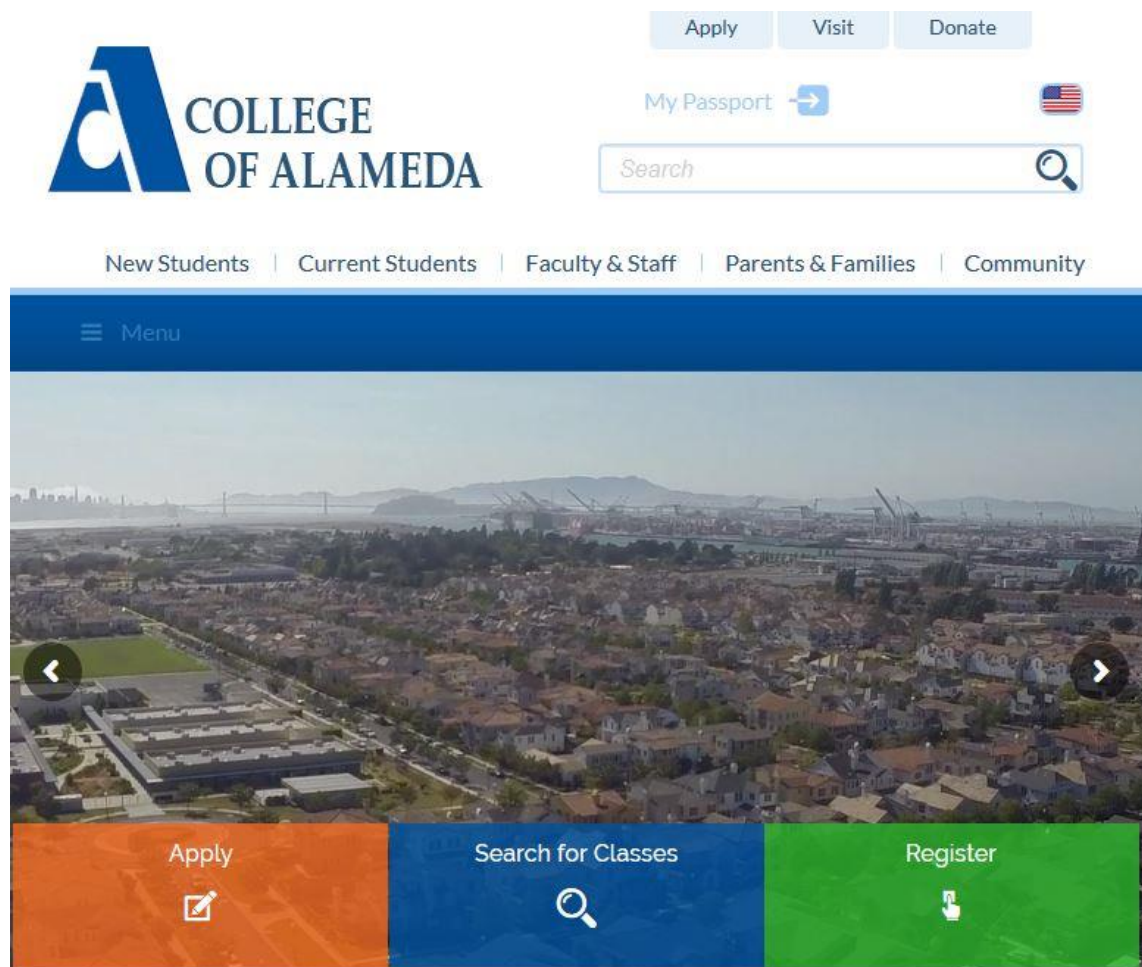 Apply Visit Donate
COLLEGE
OF ALAMEDA
My Passport
Search
New Students | Current Students | Faculty & Staff | Parents & Families | Community
Menu
Apply Search for Classes Register